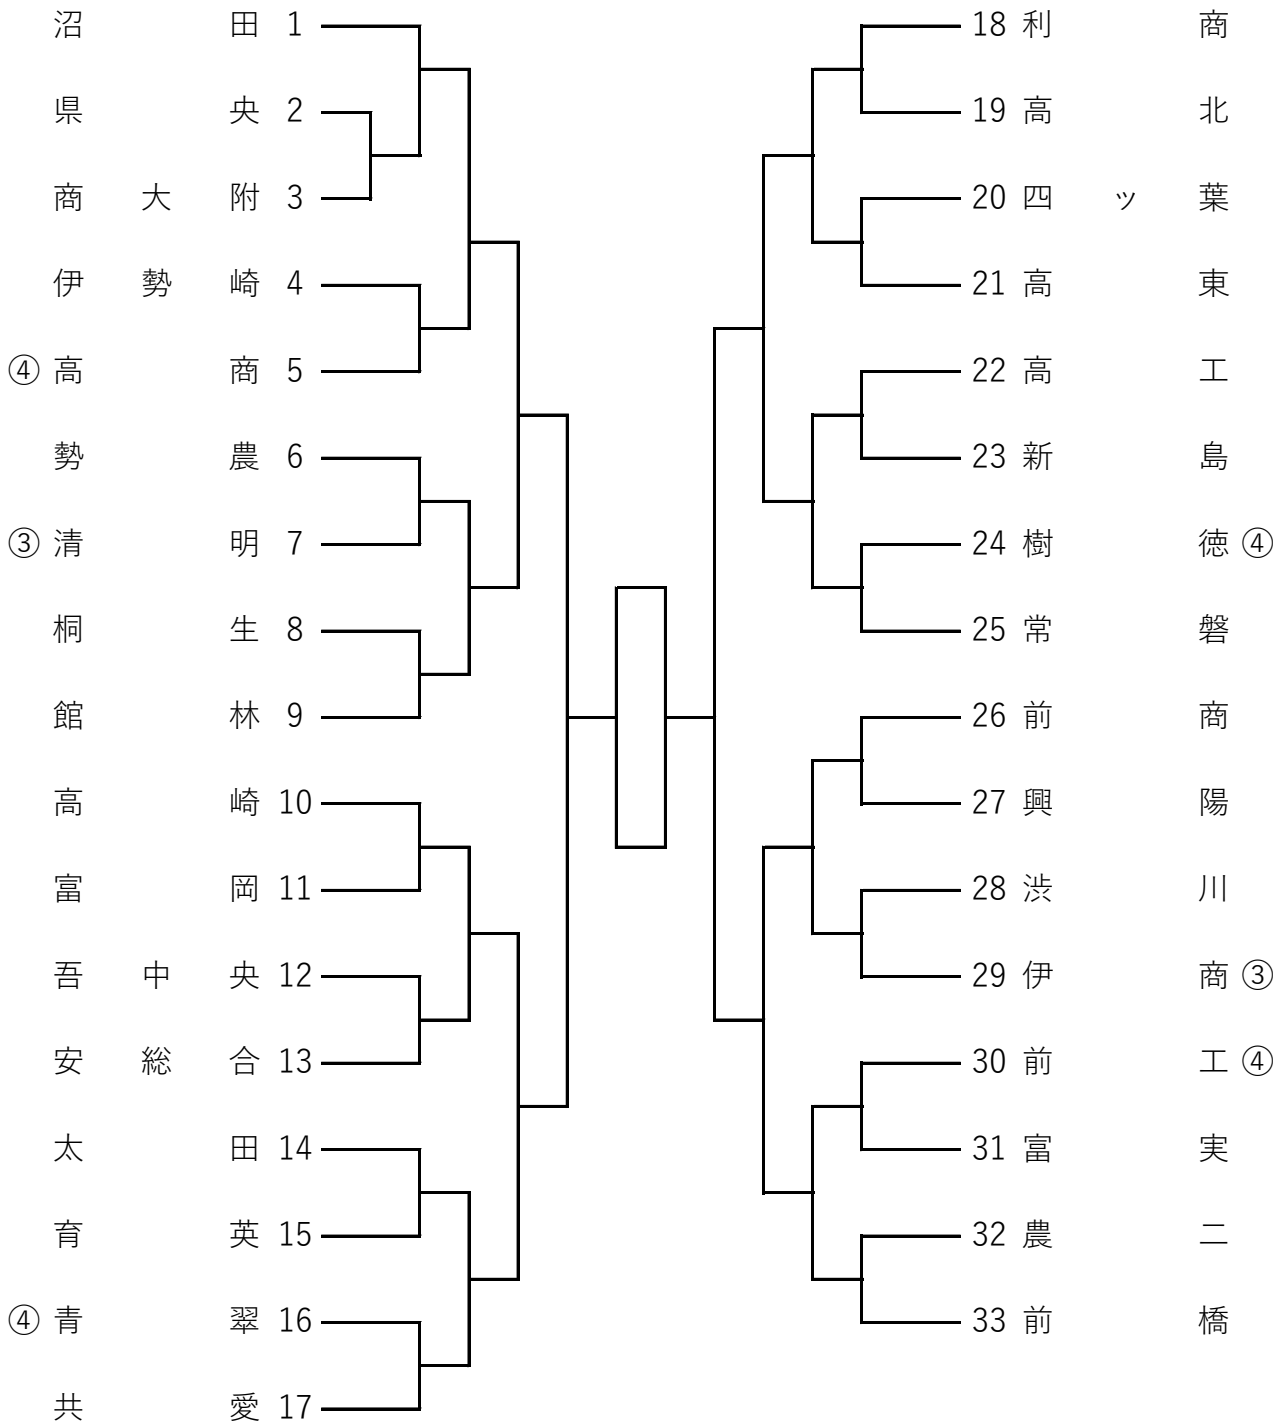 沼田 1
県央 2
商大附 3
伊勢崎 4
④ 高商 5
勢農 6
③ 清明 7
桐生 8
館林 9
高崎 10
富岡 11
吾中央 12
安総合 13
太田 14
育英 15
④ 青翠 16
共愛 17
18 利商
19 高北
20 四ッ葉
21 高東
22 高工
23 新島
24 樹徳 ④
25 常磐
26 前商
27 興陽
28 渋川
29 伊商 ③
30 前工 ④
31 富実
32 農二
33 前橋